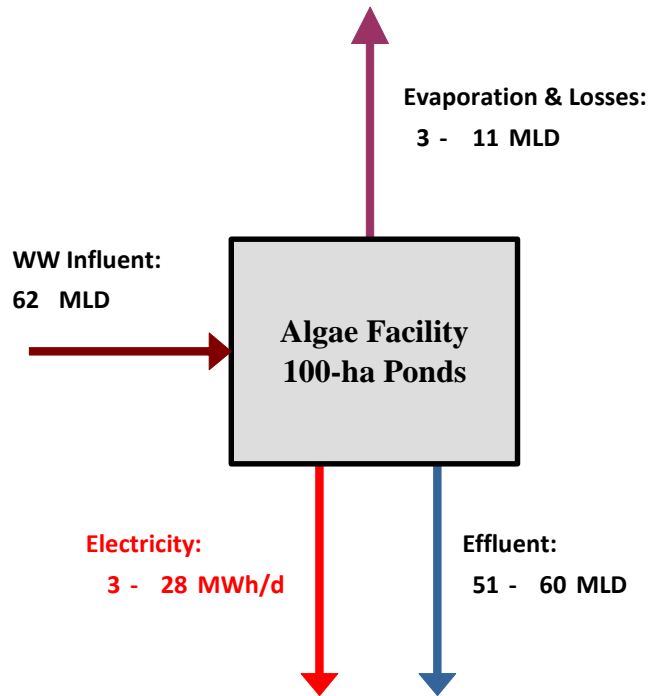 Evaporation & Losses:
3 - 11 MLD
WW Influent:
62 MLD
Algae Facility
100-ha Ponds
Electricity:
3 - 28 MWh/d
Effluent:
51 - 60 MLD